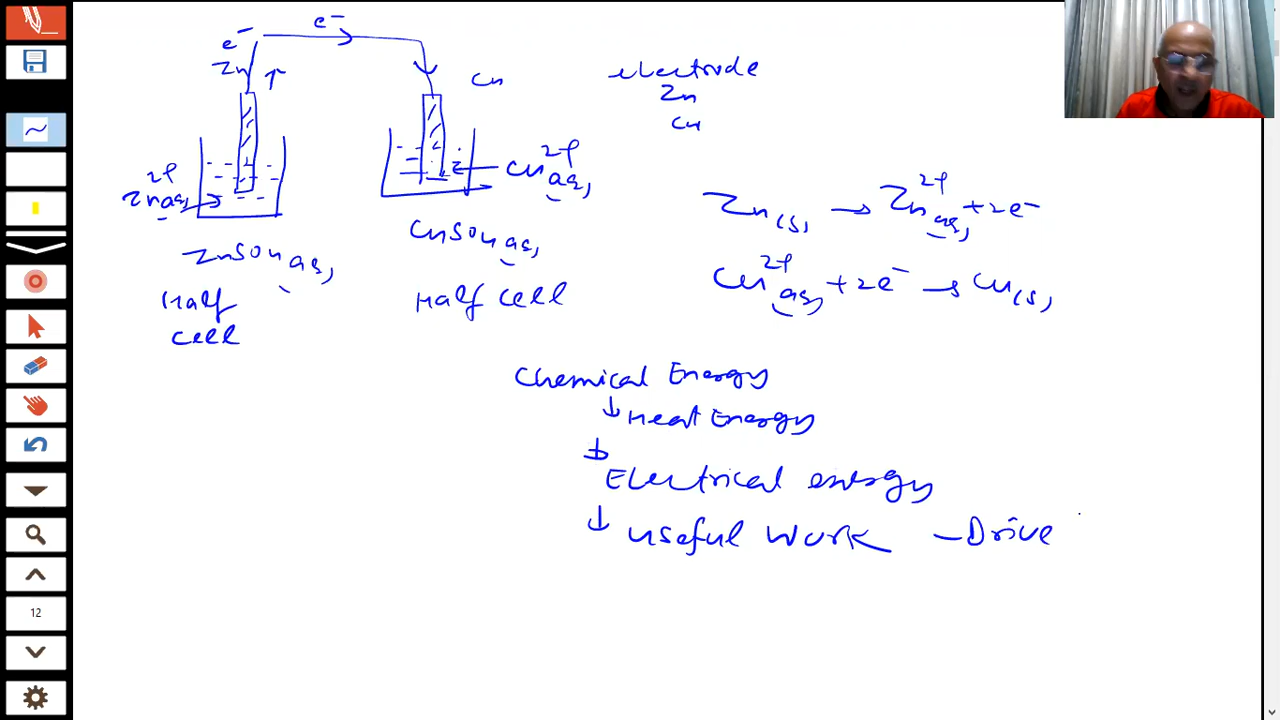 e⁻
e⁻
Zn ↑
Cu
electrode
Zn
Cu
Zn²⁺(aq)
Cu²⁺(aq)
ZnSO₄(aq)
CuSO₄(aq)
Half
cell
Half cell
Zn(s) → Zn²⁺(aq) + 2e⁻
Cu²⁺(aq) + 2e⁻ → Cu(s)
Chemical Energy
↓ Heat Energy
↓
Electrical energy
↓ useful work – Drive
12